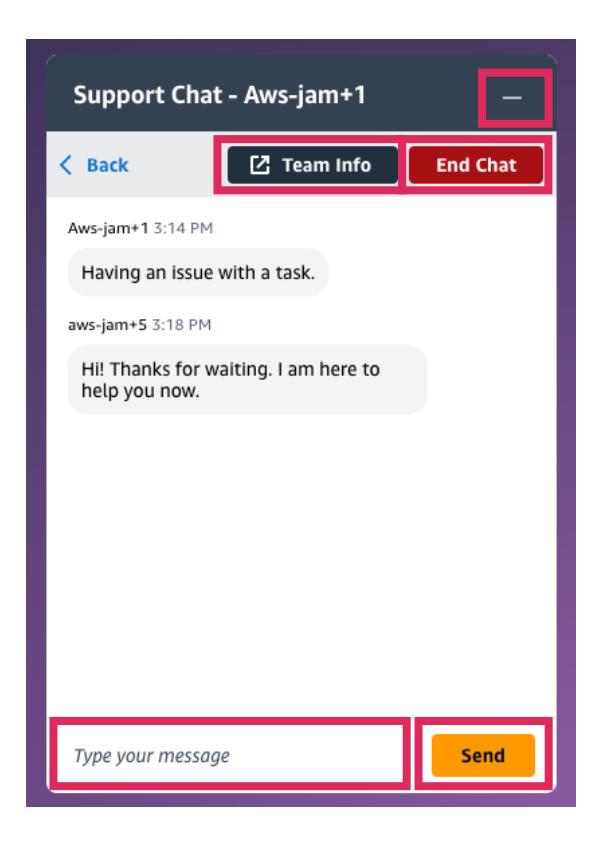 Support Chat - Aws-jam+1
Back
Team Info
End Chat
Aws-jam+1 3:14 PM
Having an issue with a task.
aws-jam+5 3:18 PM
Hi! Thanks for waiting. I am here to
help you now.
Type your message
Send